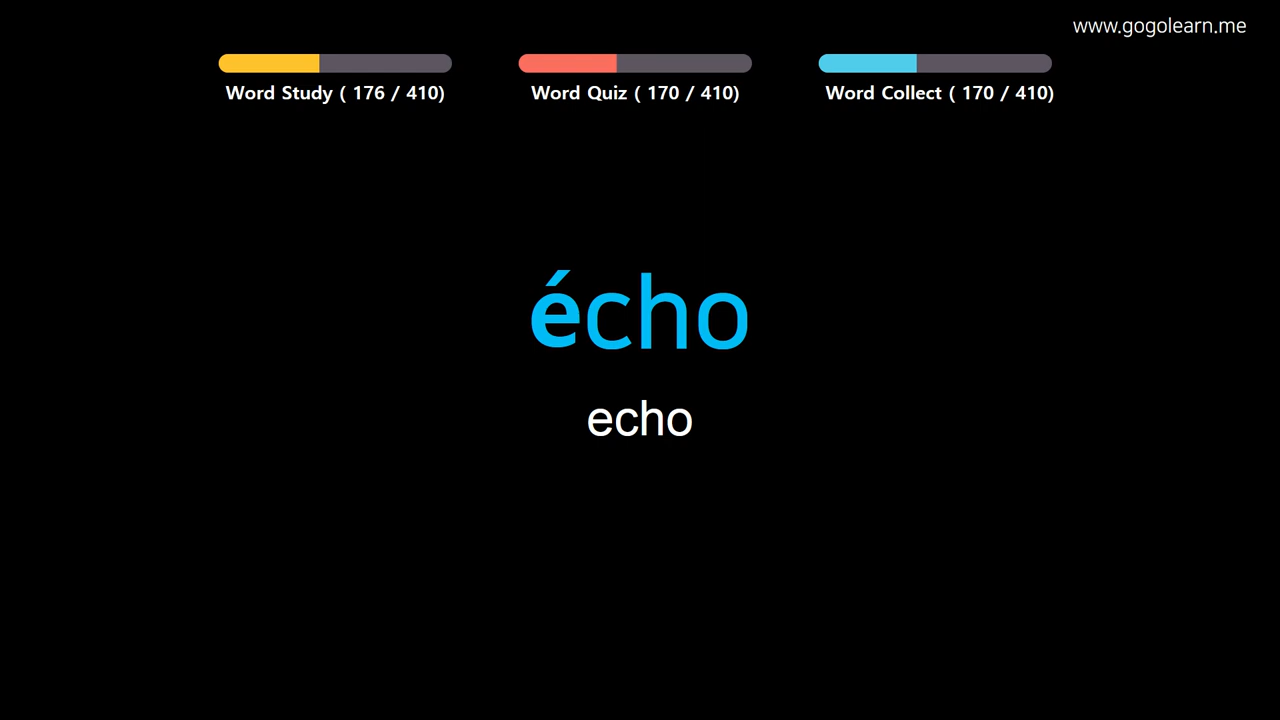 www.gogolearn.me
Word Study ( 176 / 410)
Word Quiz ( 170 / 410)
Word Collect ( 170 / 410)
écho
echo